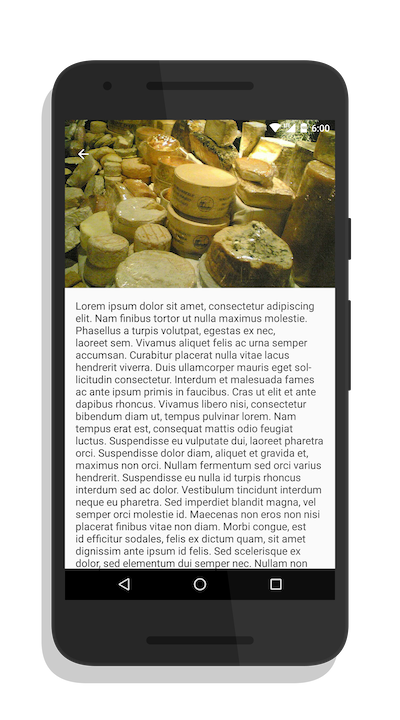 6:00
Lorem ipsum dolor sit amet, consectetur adipiscing
elit. Nam finibus tortor ut nulla maximus molestie.
Phasellus a turpis volutpat, egestas ex nec,
laoreet sem. Vivamus aliquet felis ac urna semper
accumsan. Curabitur placerat nulla vitae lacus
hendrerit viverra. Duis ullamcorper mauris eget sol-
licitudin consectetur. Interdum et malesuada fames
ac ante ipsum primis in faucibus. Cras ut elit et ante
dapibus rhoncus. Vivamus libero nisi, consectetur
bibendum diam ut, tempus pulvinar lorem. Nam
tempus erat est, consequat mattis odio feugiat
luctus. Suspendisse eu vulputate dui, laoreet pharetra
orci. Suspendisse dolor diam, aliquet et gravida et,
maximus non orci. Nullam fermentum sed orci varius
hendrerit. Suspendisse eu nulla id turpis rhoncus
interdum sed ac dolor. Vestibulum tincidunt interdum
neque eu pharetra. Sed imperdiet blandit magna, vel
semper orci molestie id. Maecenas non eros non nisi
placerat finibus vitae non diam. Morbi congue, est
id efficitur sodales, felis ex dictum quam, sit amet
dignissim ante ipsum id felis. Sed scelerisque ex
dolor, sed elementum dui semper nec. Nullam non